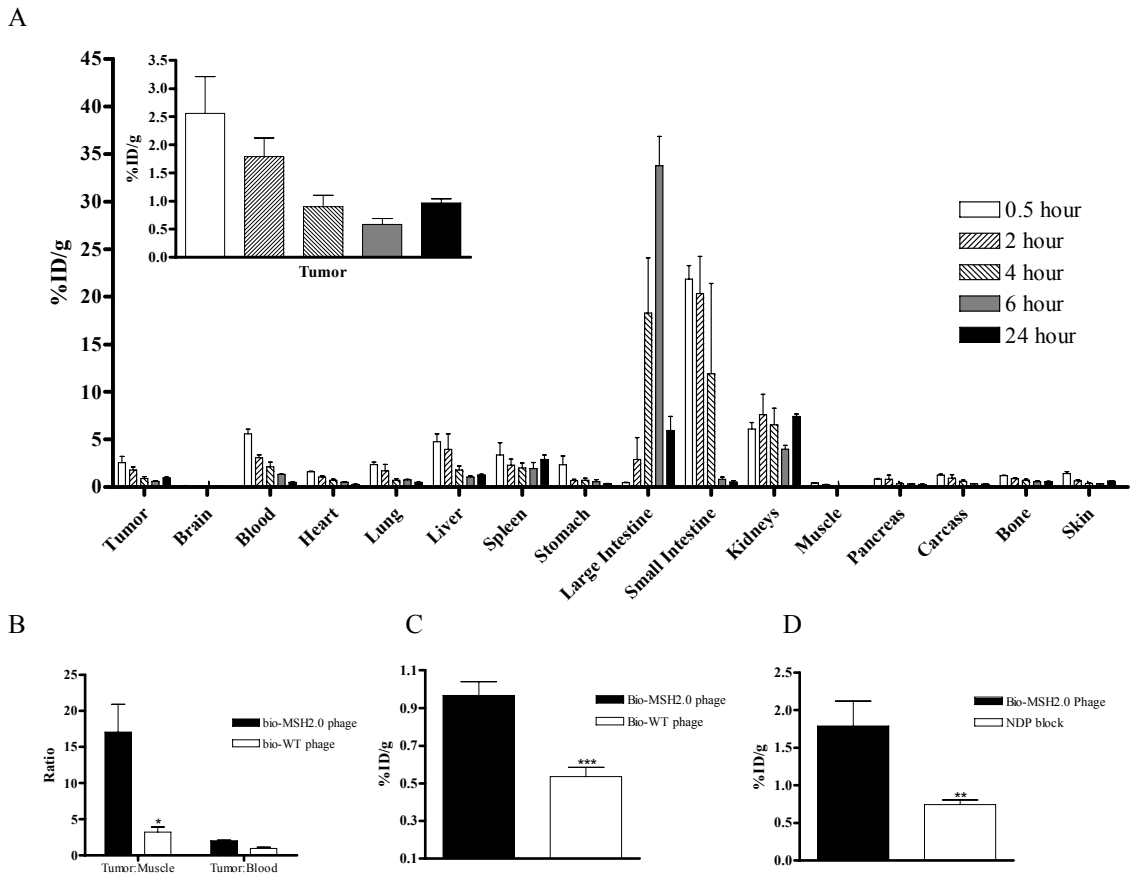 A
45
40
35
30
25
20
15
10
5
0
%ID/g
3.5
3.0
2.5
2.0
1.5
1.0
0.5
0.0
%ID/g
Tumor
0.5 hour
2 hour
4 hour
6 hour
24 hour
Tumor
Brain
Blood
Heart
Lung
Liver
Spleen
Stomach
Large Intestine
Small Intestine
Kidneys
Muscle
Pancreas
Carcass
Bone
Skin
B
25
20
15
10
5
0
Ratio
bio-MSH2.0 phage
bio-WT phage
*
Tumor:Muscle
Tumor:Blood
C
1.1
0.9
0.7
0.5
0.3
0.1
%ID/g
Bio-MSH2.0 phage
Bio-WT phage
***
D
2.5
2.0
1.5
1.0
0.5
0.0
%ID/g
Bio-MSH2.0 Phage
NDP block
**